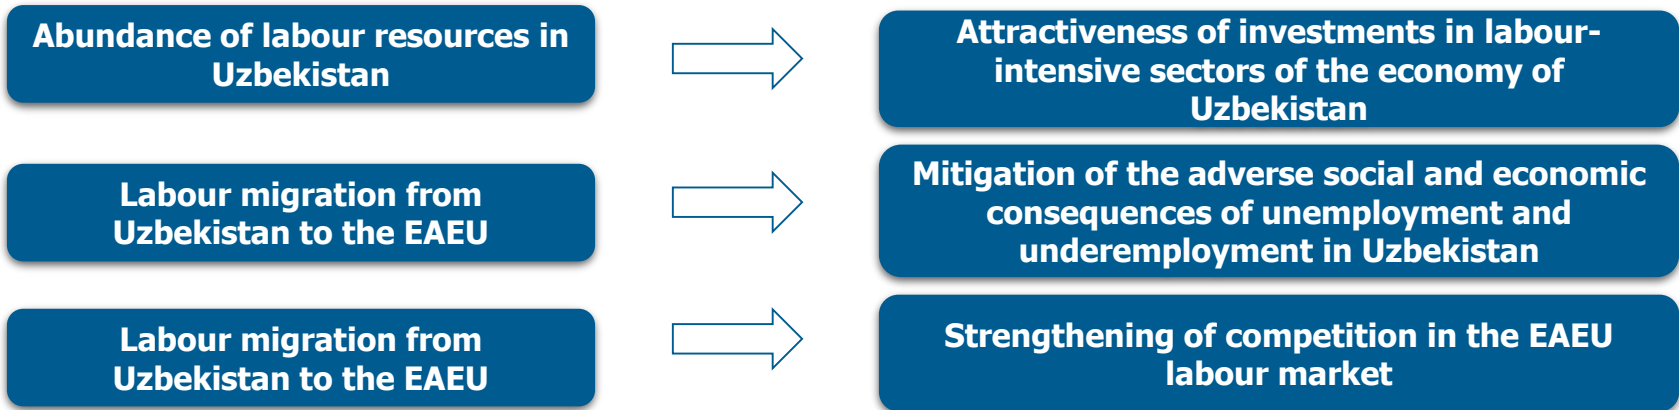 Abundance of labour resources in
Uzbekistan
Attractiveness of investments in labour-
intensive sectors of the economy of
Uzbekistan
Labour migration from
Uzbekistan to the EAEU
Mitigation of the adverse social and economic
consequences of unemployment and
underemployment in Uzbekistan
Labour migration from
Uzbekistan to the EAEU
Strengthening of competition in the EAEU
labour market